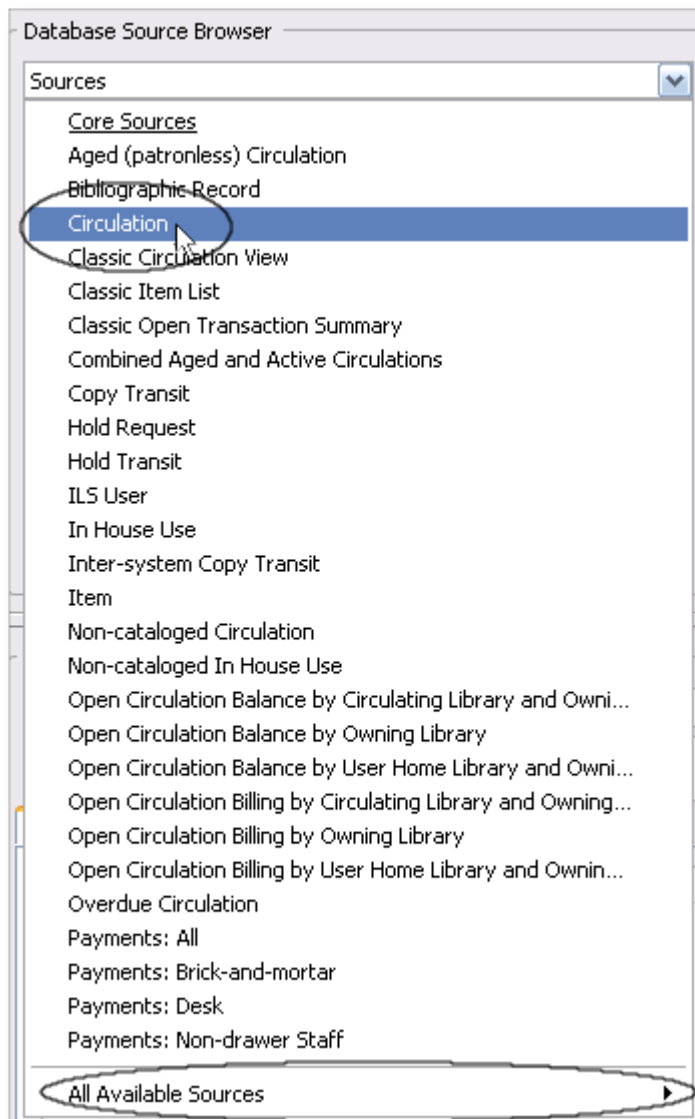 Database Source Browser
Sources
Core Sources
Aged (patronless) Circulation
Bibliographic Record
Circulation
Classic Circulation View
Classic Item List
Classic Open Transaction Summary
Combined Aged and Active Circulations
Copy Transit
Hold Request
Hold Transit
ILS User
In House Use
Inter-system Copy Transit
Item
Non-cataloged Circulation
Non-cataloged In House Use
Open Circulation Balance by Circulating Library and Owni...
Open Circulation Balance by Owning Library
Open Circulation Balance by User Home Library and Owni...
Open Circulation Billing by Circulating Library and Owning...
Open Circulation Billing by Owning Library
Open Circulation Billing by User Home Library and Ownin...
Overdue Circulation
Payments: All
Payments: Brick-and-mortar
Payments: Desk
Payments: Non-drawer Staff
All Available Sources